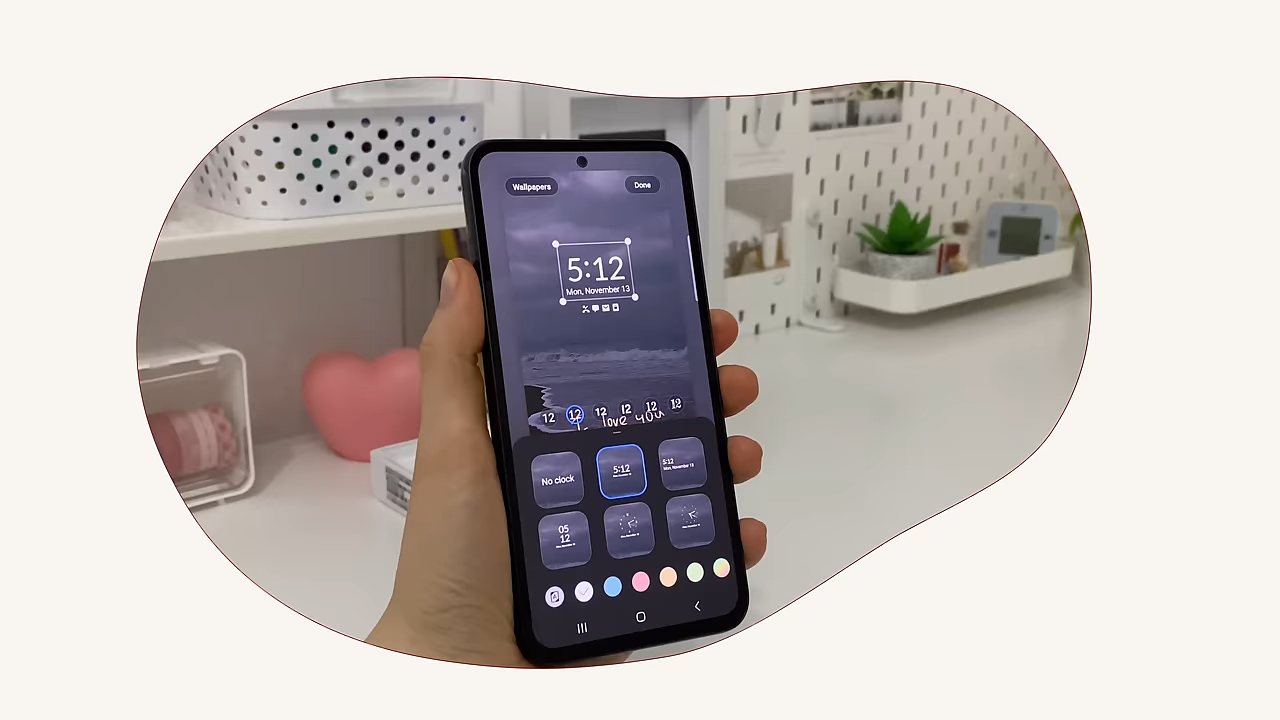 Wallpapers
Done
5:12
Mon, November 13
12 12 12 12 12 12
I love you
No clock
5:12
5:12
Mon, November 13
05
12